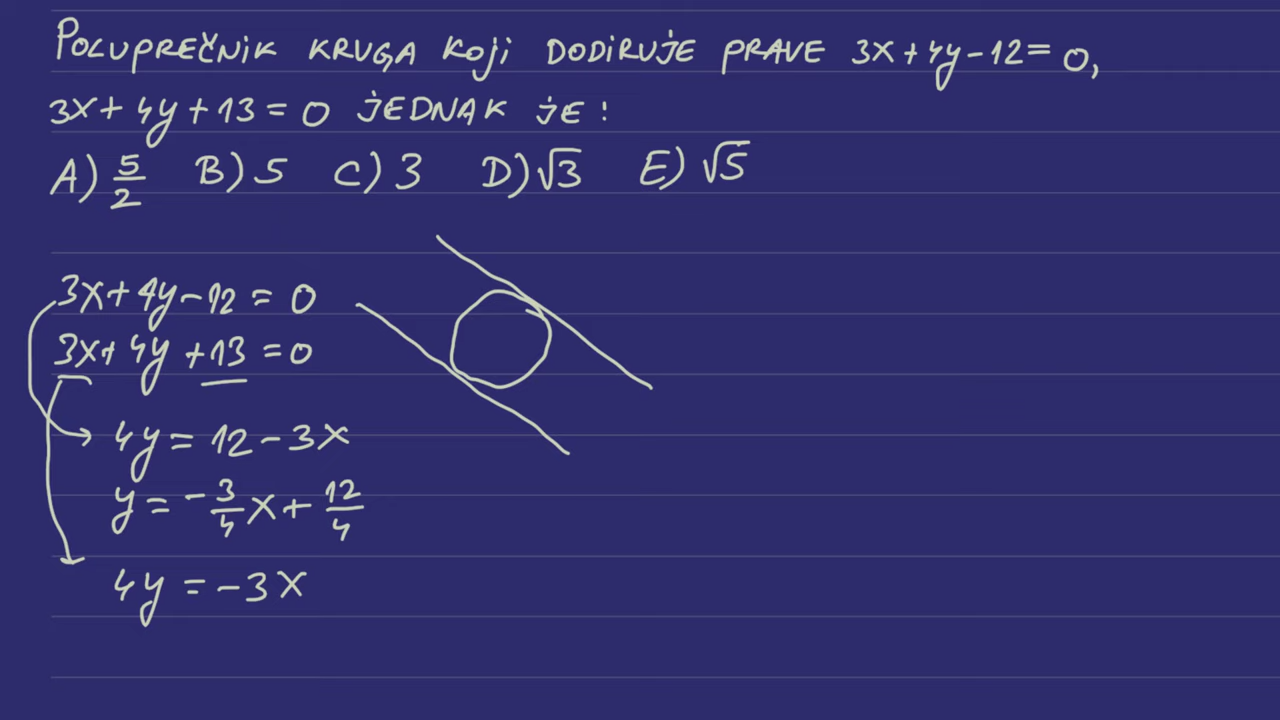 POLUPREČNIK KRUGA koji DODIRUJE PRAVE 3x+4y-12=0,
3x+4y+13=0 JEDNAK JE:
A) 5/2 B) 5 C) 3 D) √3 E) √5
3x+4y-12=0
3x+4y+13=0
4y=12-3x
y=-3/4x+12/4
4y=-3x